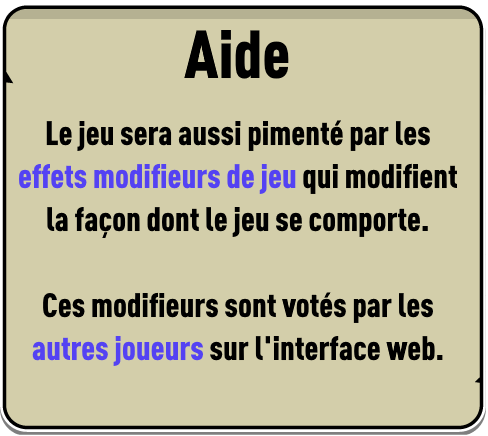 Aide
Le jeu sera aussi pimenté par les
effets modifieurs de jeu qui modifient
la façon dont le jeu se comporte.
Ces modifieurs sont votés par les
autres joueurs sur l'interface web.